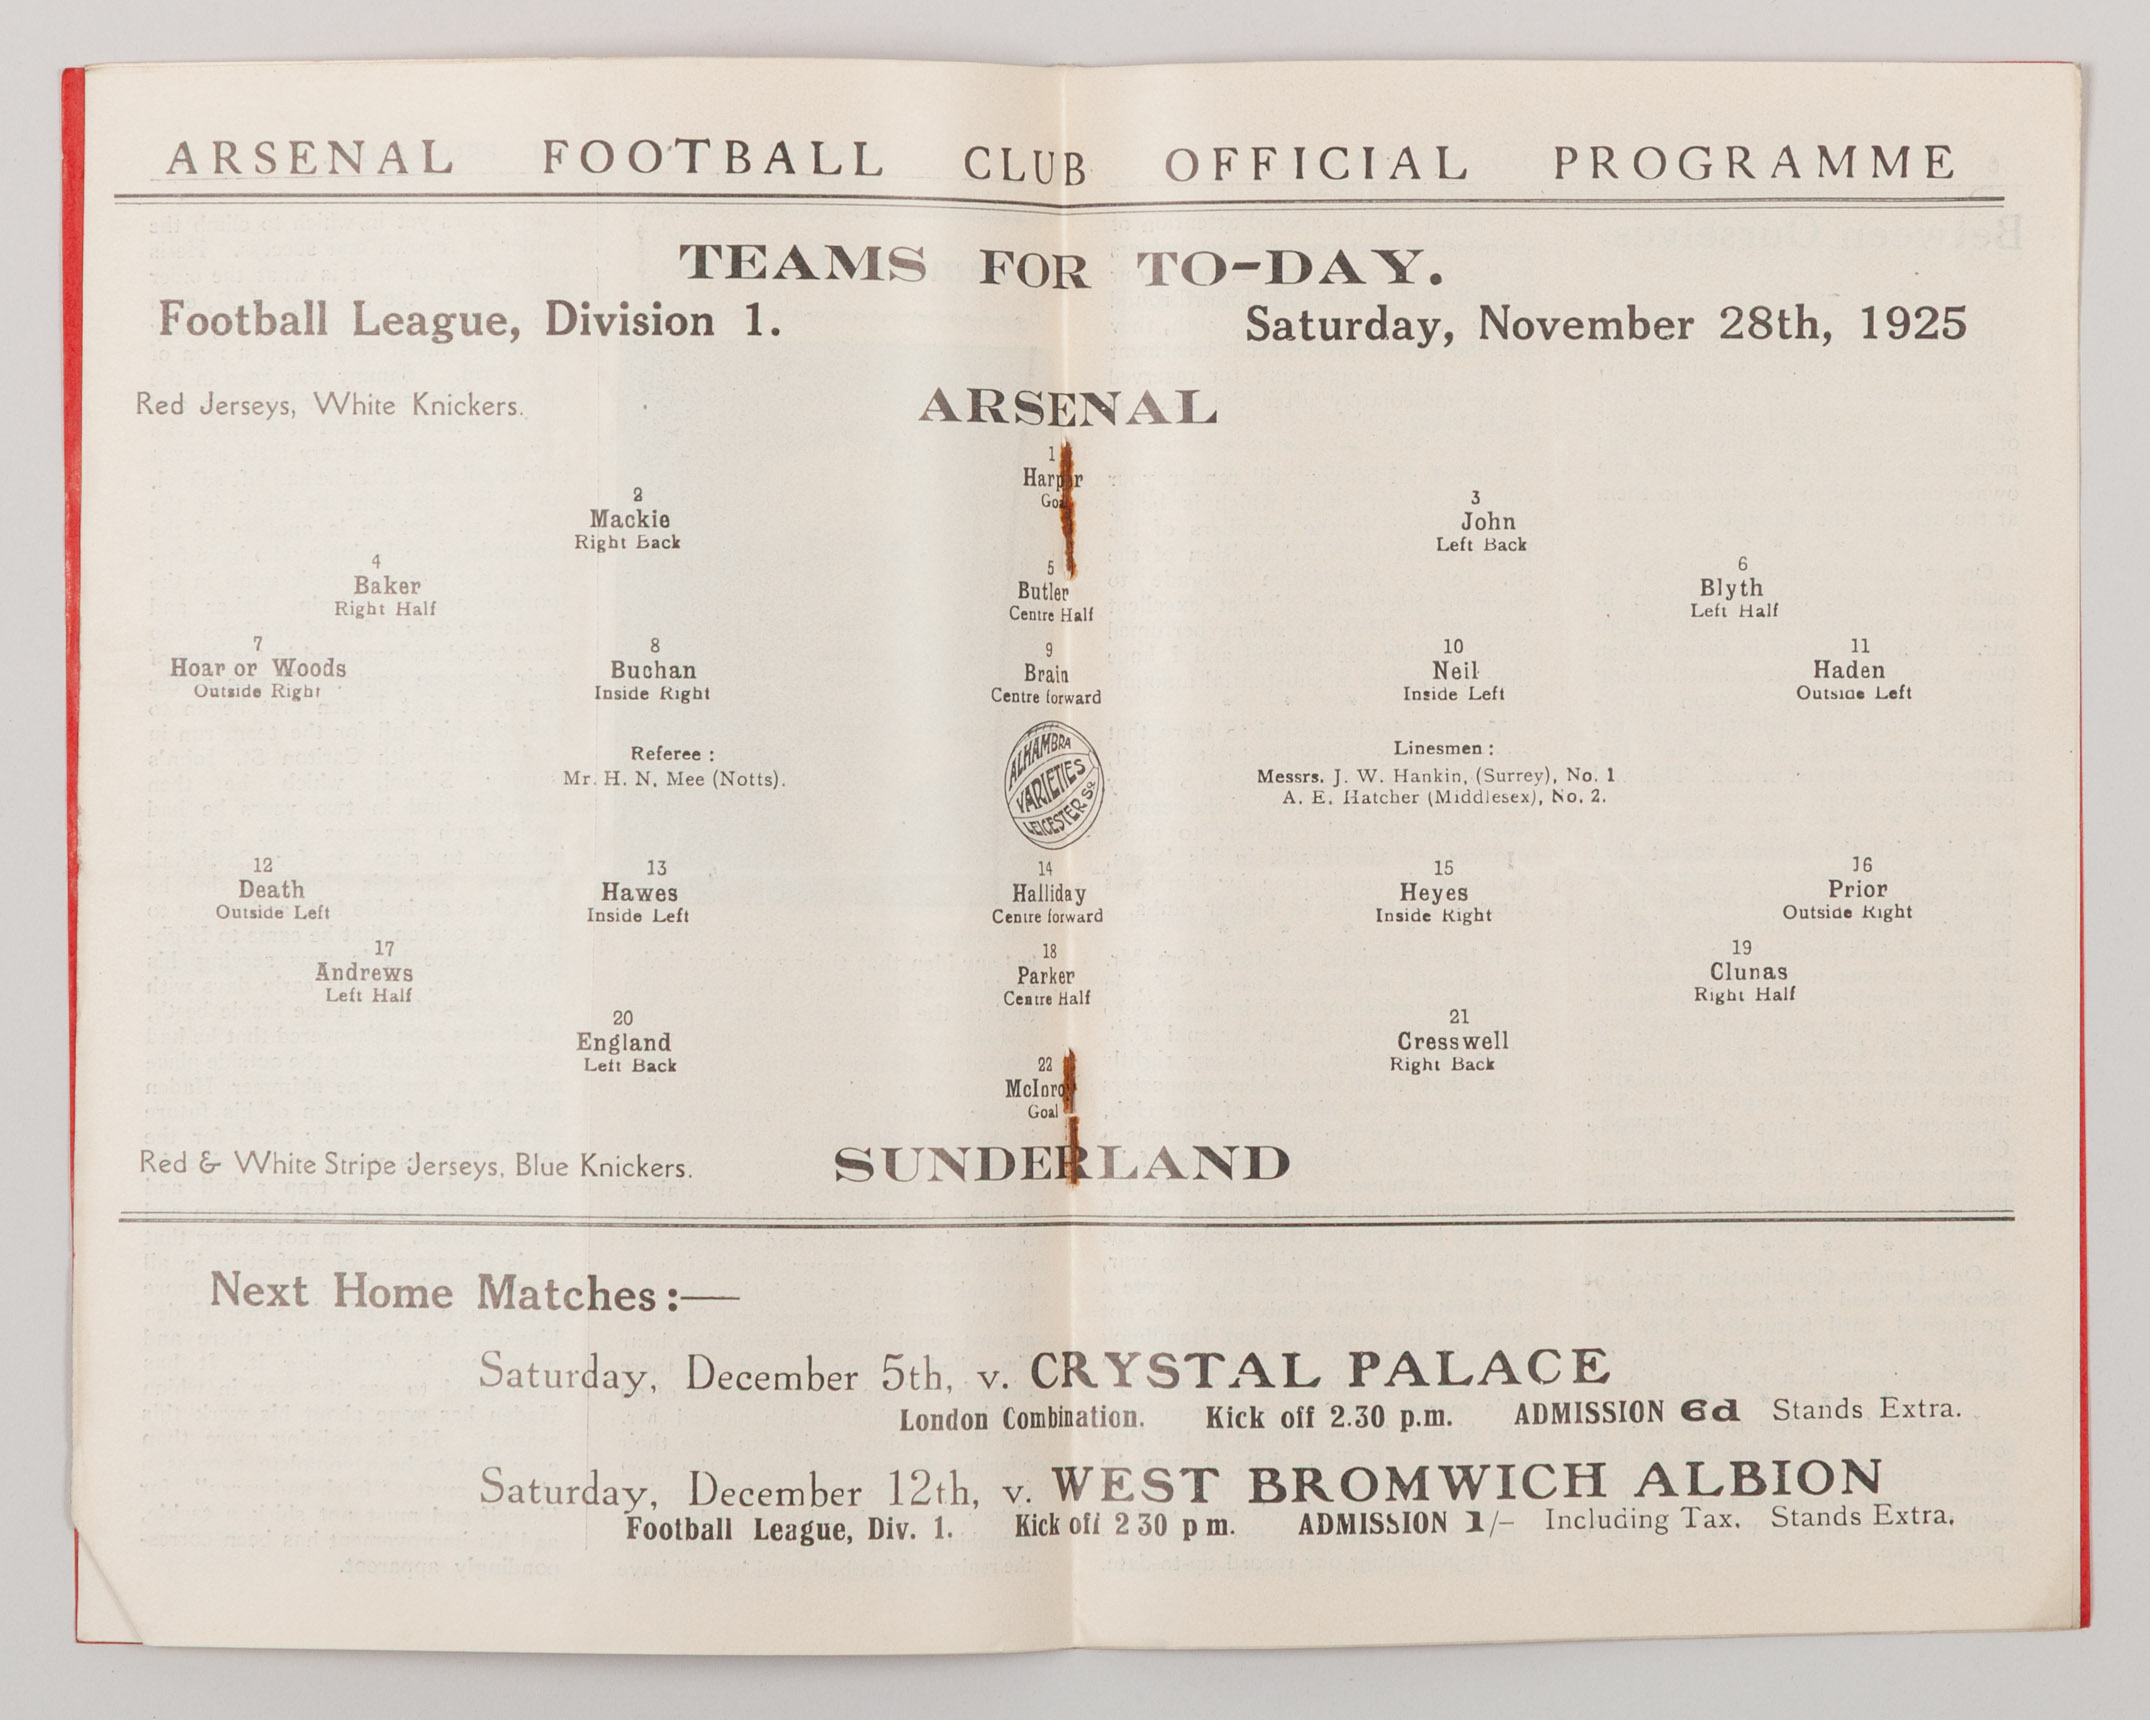 ARSENAL FOOTBALL CLUB OFFICIAL PROGRAMME
TEAMS FOR TO-DAY.
Football League, Division 1. Saturday, November 28th, 1925
Red Jerseys, White Knickers.
ARSENAL
1
Harper
Goal
2 3
Mackie John
Right Back Left Back
4 5 6
Baker Butler Blyth
Right Half Centre Half Left Half
7 8 9 10 11
Hoar or Woods Buchan Brain Neil Haden
Outside Right Inside Right Centre forward Inside Left Outside Left
Referee : Linesmen :
Mr. H. N. Mee (Notts). Messrs. J. W. Hankin, (Surrey), No. 1
A. E. Hatcher (Middlesex), No. 2.
ALHAMBRA
VARIETIES
LEICESTER SQ
12 13 14 15 16
Death Hawes Halliday Heyes Prior
Outside Left Inside Left Centre forward Inside Right Outside Right
17 18 19
Andrews Parker Clunas
Left Half Centre Half Right Half
20 21
England Cresswell
Left Back Right Back
22
McInroy
Goal
Red & White Stripe Jerseys, Blue Knickers.
SUNDERLAND
Next Home Matches :—
Saturday, December 5th, v. CRYSTAL PALACE
London Combination. Kick off 2.30 p.m. ADMISSION 6d Stands Extra.
Saturday, December 12th, v. WEST BROMWICH ALBION
Football League, Div. 1. Kick off 2 30 p m. ADMISSION 1/- Including Tax. Stands Extra.